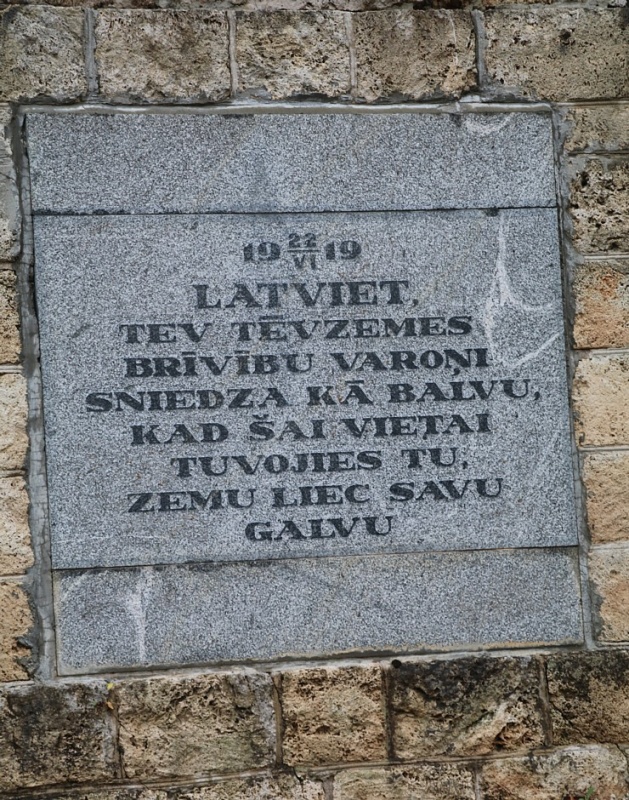 19 22/VI 19
LATVIET,
TEV TĒVZEMES
BRĪVĪBU VAROŅI
SNIEDZA KĀ BALVU,
KAD ŠAI VIEŢAI
TUVOJIES TU,
ZEMU LIEC SAVU
GALVU